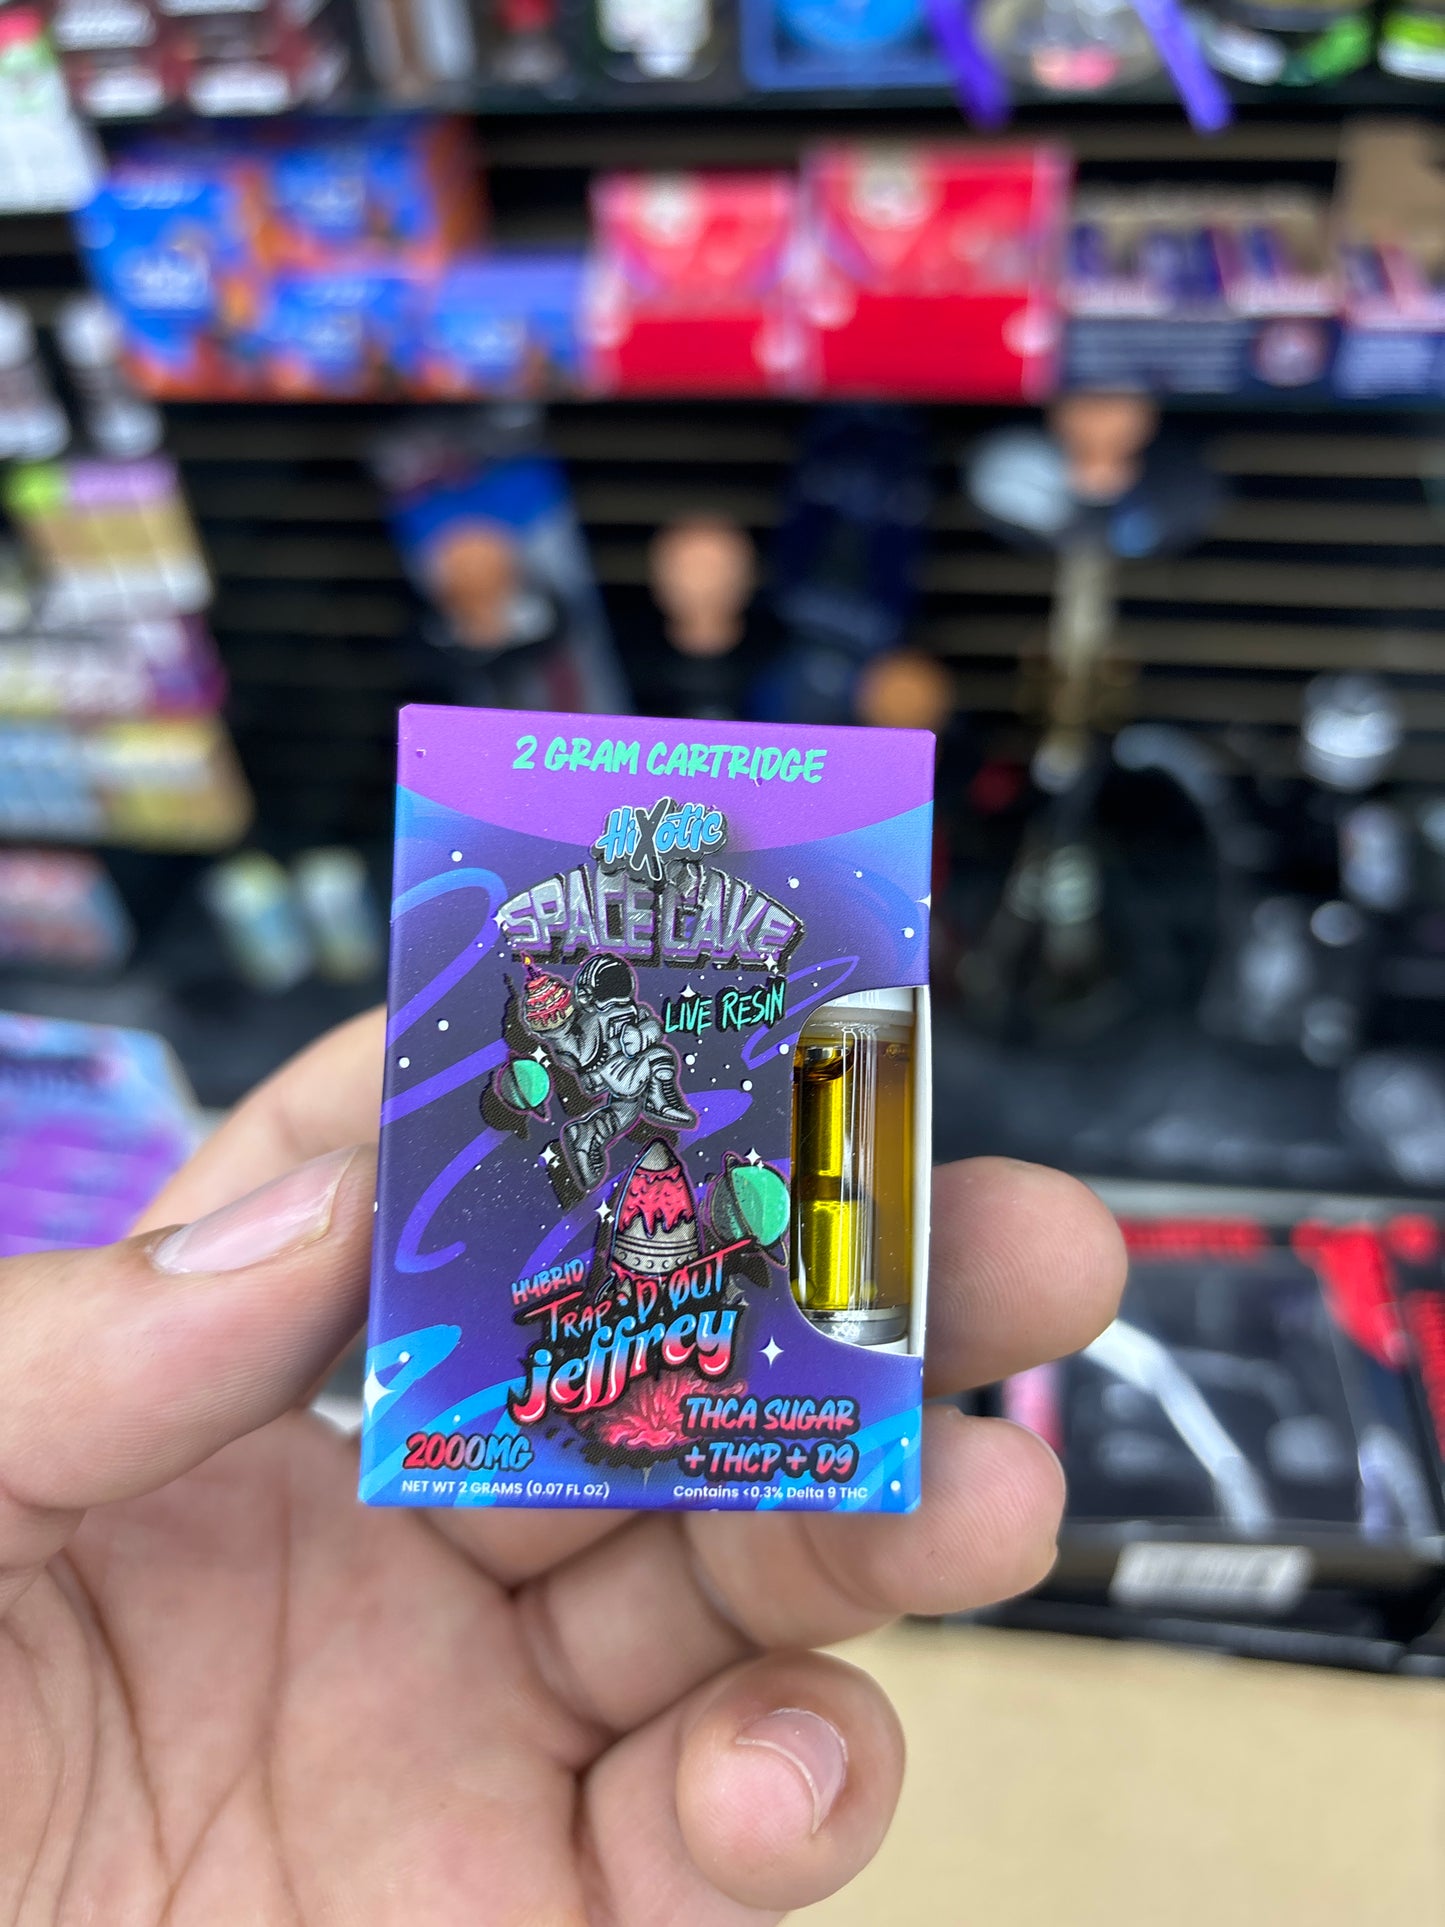 2 GRAM CARTRIDGE
HiXotic
SPACE CAKE
LIVE RESIN
HYBRID
TRAP'D ØUT
jeffrey
THCA SUGAR
+ THCP + D9
2000MG
NET WT 2 GRAMS (0.07 FL OZ)
Contains <0.3% Delta 9 THC